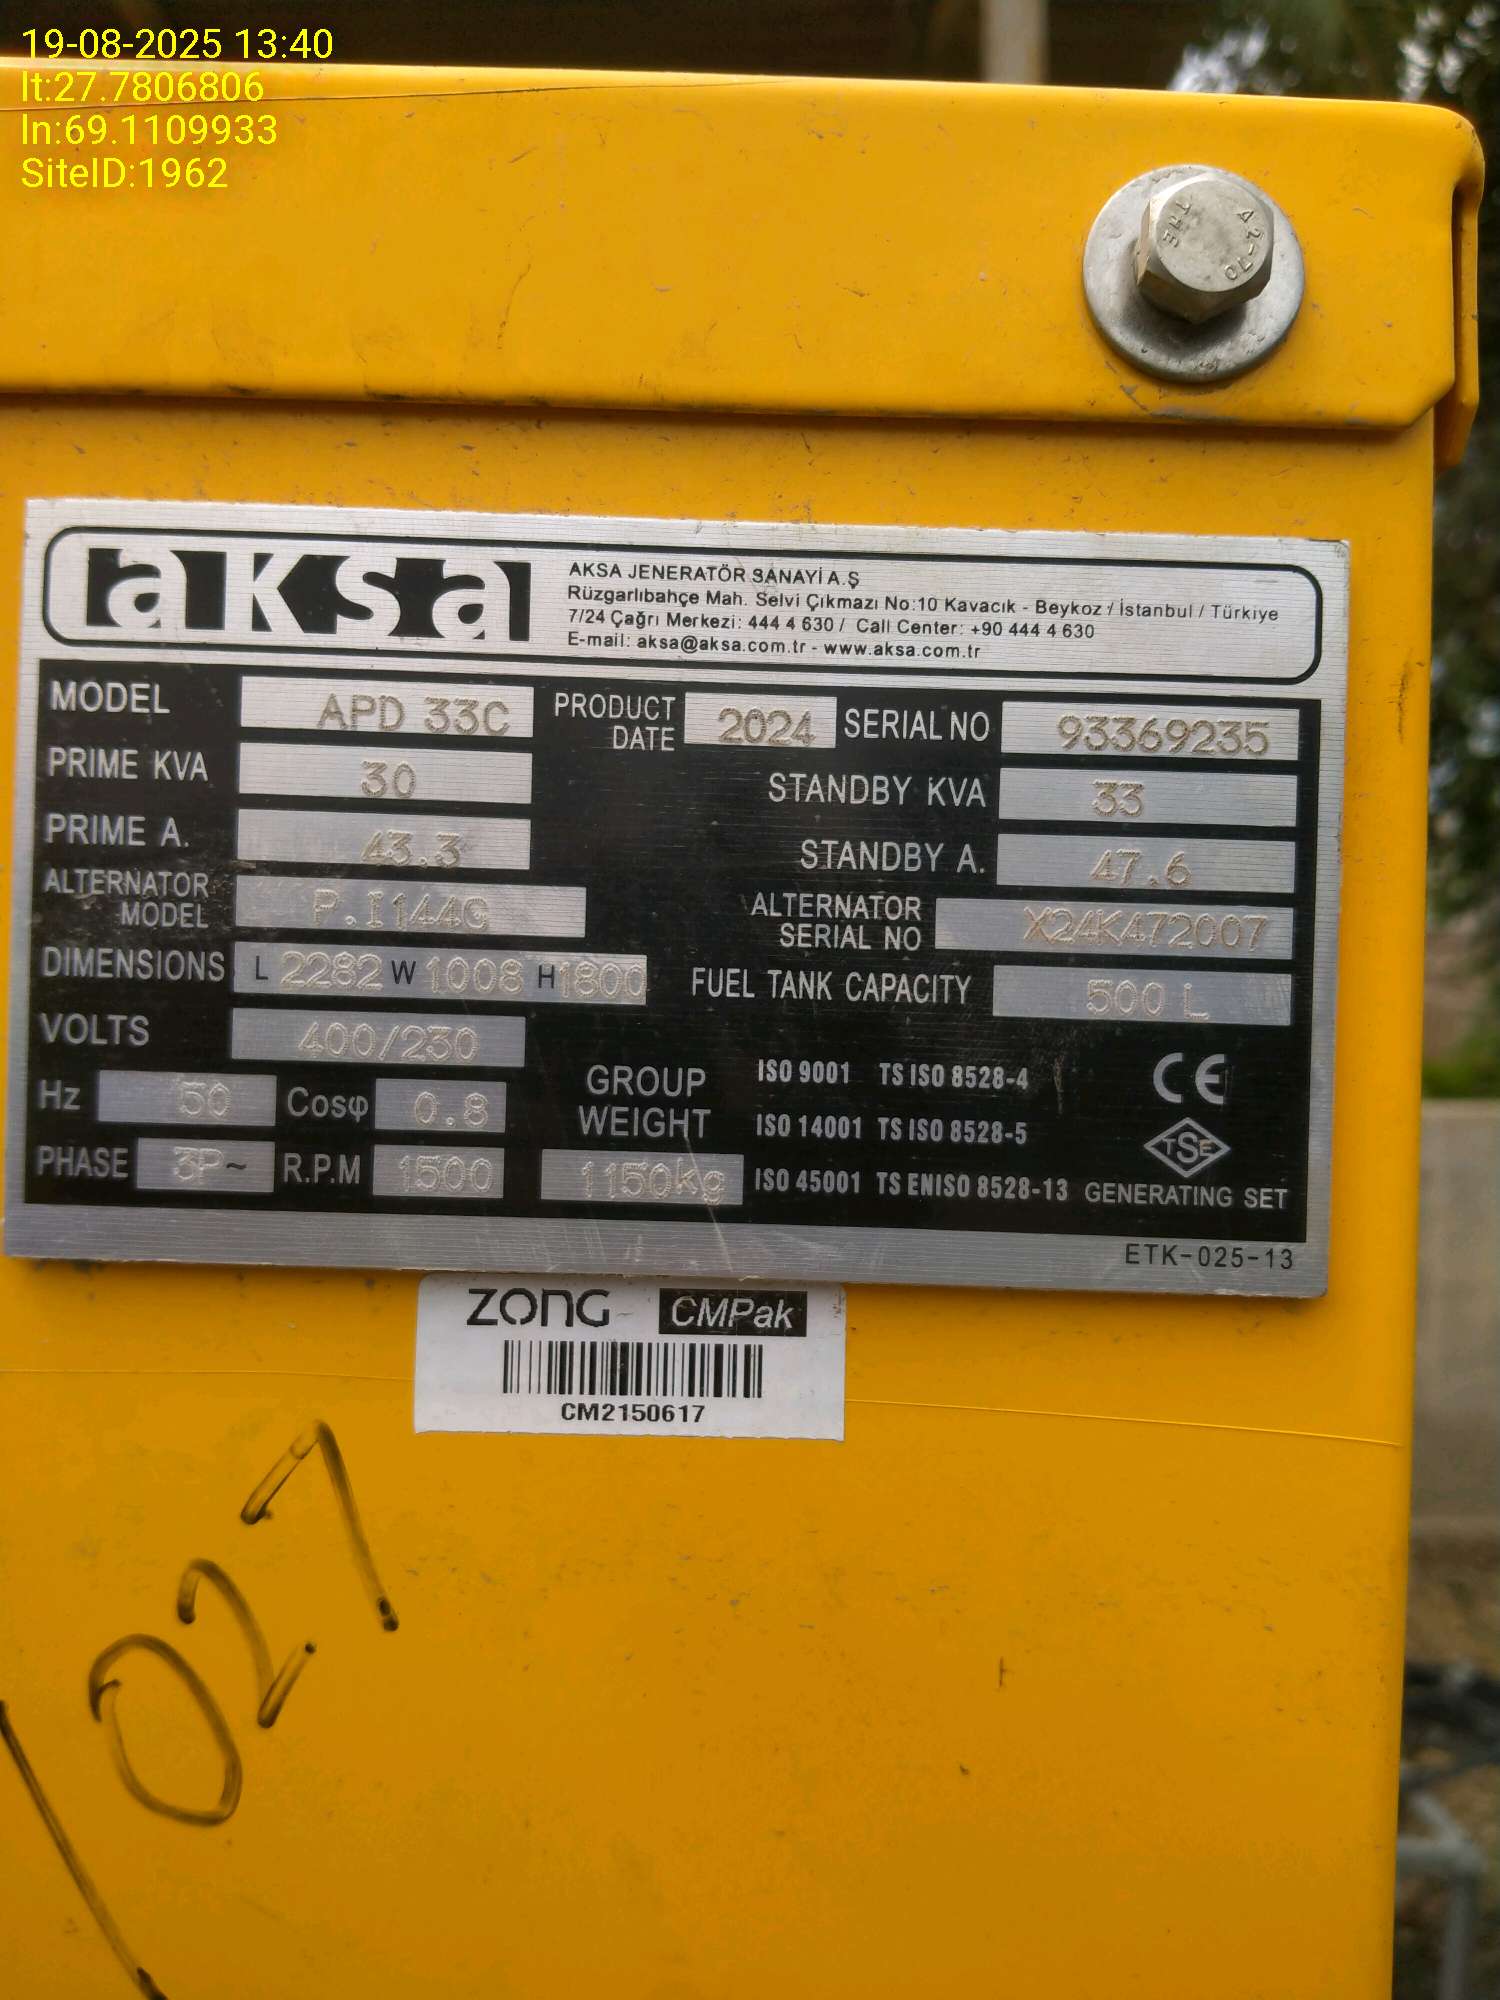 19-08-2025 13:40
lt:27.7806806
ln:69.1109933
SiteID:1962
A2-70
THE
aksa
AKSA JENERATÖR SANAYİ A.Ş
Rüzgarlıbahçe Mah. Selvi Çıkmazı No:10 Kavacık - Beykoz / İstanbul / Türkiye
7/24 Çağrı Merkezi: 444 4 630 / Call Center: +90 444 4 630
E-mail: aksa@aksa.com.tr - www.aksa.com.tr
MODEL APD 33C PRODUCT DATE 2024 SERIAL NO 93369235
PRIME KVA 30 STANDBY KVA 33
PRIME A. 43.3 STANDBY A. 47.6
ALTERNATOR MODEL P.I144G ALTERNATOR SERIAL NO X24K472007
DIMENSIONS L 2282 W 1008 H 1800 FUEL TANK CAPACITY 500 L
VOLTS 400/230
Hz 50 Cosφ 0.8 GROUP WEIGHT ISO 9001 TS ISO 8528-4 CE
ISO 14001 TS ISO 8528-5 TSE
PHASE 3P~ R.P.M 1500 1150kg ISO 45001 TS EN ISO 8528-13 GENERATING SET
ETK-025-13
ZONG CMPak
CM2150617
027